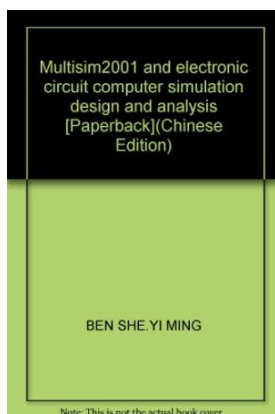 Multisim2001 and electronic
circuit computer simulation
design and analysis
[Paperback](Chinese
Edition)
BEN SHE.YI MING
Note: This is not the actual book cover